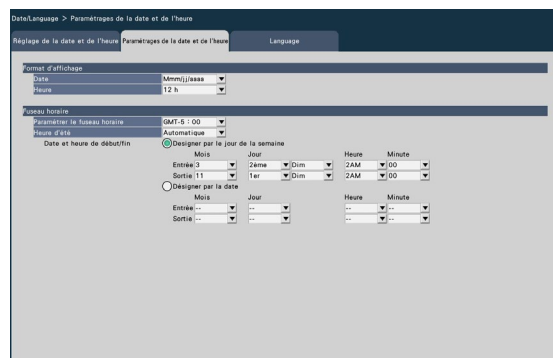 Date/Language > Paramétrages de la date et de l'heure
Réglage de la date et de l'heure Paramétrages de la date et de l'heure Language
Format d'affichage
Date Mmm/jj/aaaa
Heure 12 h
Fuseau horaire
Paramétrer le fuseau horaire GMT-5 : 00
Heure d'été Automatique
Date et heure de début/fin Designer par le jour de la semaine
Mois Jour Heure Minute
Entrée 3 2ème Dim 2AM 00
Sortie 11 1er Dim 2AM 00
Désigner par la date
Mois Jour Heure Minute
Entrée -- -- -- --
Sortie -- -- -- --